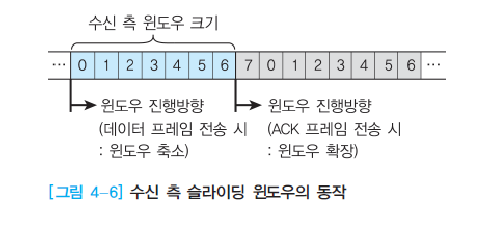 수신 측 윈도우 크기
··· 0 1 2 3 4 5 6 7 0 1 2 3 4 5 6 ···
윈도우 진행방향
(데이터 프레임 전송 시
: 윈도우 축소)
윈도우 진행방향
(ACK 프레임 전송 시
: 윈도우 확장)
[그림 4-6] 수신 측 슬라이딩 윈도우의 동작